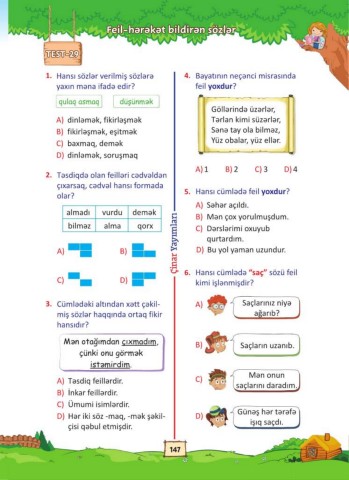 Feil-hərəkət bildirən sözlər
TEST-29
1. Hansı sözlər verilmiş sözlərə
yaxın məna ifadə edir?
qulaq asmaq
düşünmək
A) dinləmək, fikirləşmək
B) fikirləşmək, eşitmək
C) baxmaq, demək
D) dinləmək, soruşmaq
2. Təsdiqdə olan feilləri cədvəldən
çıxarsaq, cədvəl hansı formada
olar?
almadı vurdu demək
bilməz alma qorx
A)
B)
C)
D)
3. Cümlədəki altından xətt çəkil-
miş sözlər haqqında ortaq fikir
hansıdır?
Mən otağımdan çıxmadım,
çünki onu görmək
istəmirdim.
A) Təsdiq feillərdir.
B) İnkar feillərdir.
C) Ümumi isimlərdir.
D) Hər iki söz -maq, -mək şəkil-
çisi qəbul etmişdir.
Çinar Yayımları
4. Bayatının neçənci misrasında
feil yoxdur?
Göllərində üzərlər,
Tərlan kimi süzərlər,
Sənə tay ola bilməz,
Yüz obalar, yüz ellər.
A) 1 B) 2 C) 3 D) 4
5. Hansı cümlədə feil yoxdur?
A) Səhər açıldı.
B) Mən çox yorulmuşdum.
C) Dərslərimi oxuyub
qurtardım.
D) Bu yol yaman uzundur.
6. Hansı cümlədə "saç" sözü feil
kimi işlənmişdir?
A) Saçlarınız niyə
ağarıb?
B) Saçların uzanıb.
C) Mən onun
saçlarını daradım.
D) Günəş hər tərəfə
işıq saçdı.
147